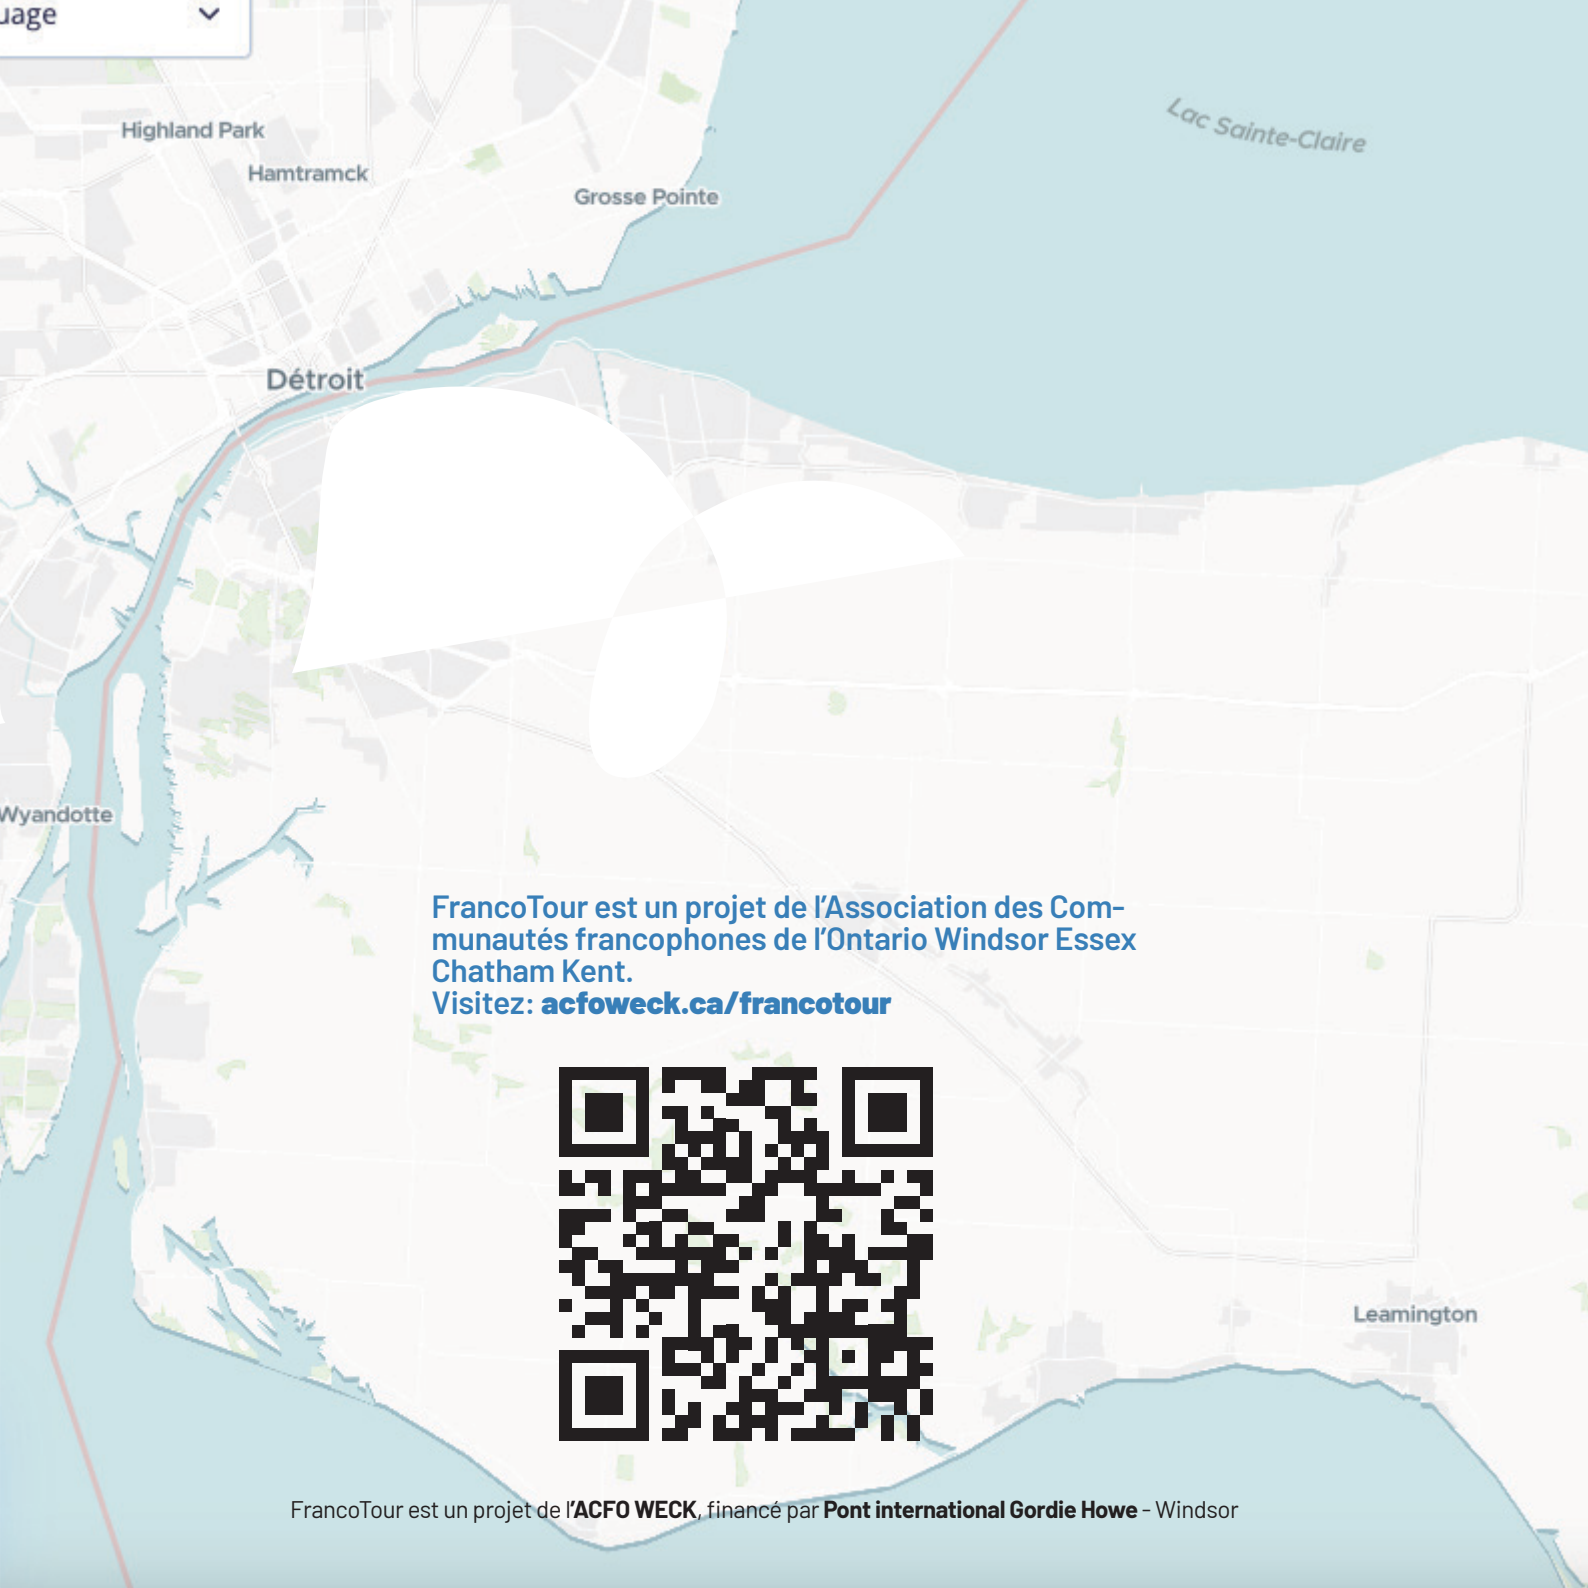 uage
Highland Park
Hamtramck
Grosse Pointe
Lac Sainte-Claire
Détroit
Wyandotte
FrancoTour est un projet de l'Association des Com-
munautés francophones de l'Ontario Windsor Essex
Chatham Kent.
Visitez: acfoweck.ca/francotour
Leamington
FrancoTour est un projet de l'ACFO WECK, financé par Pont international Gordie Howe - Windsor